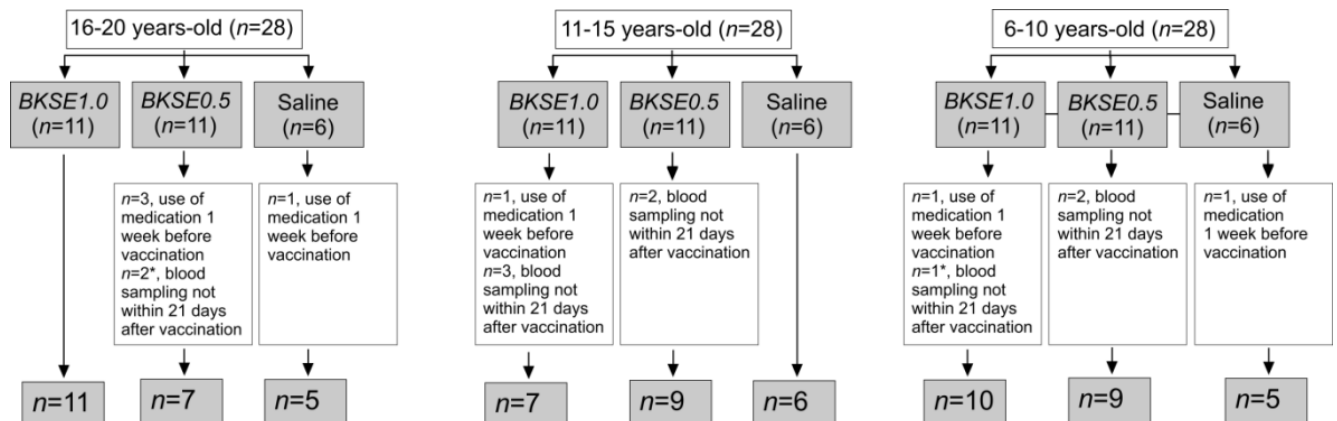 16-20 years-old (n=28)
BKSE1.0
(n=11)
BKSE0.5
(n=11)
Saline
(n=6)
n=3, use of
medication 1
week before
vaccination
n=2*, blood
sampling not
within 21 days
after vaccination
n=1, use of
medication 1
week before
vaccination
n=11
n=7
n=5
11-15 years-old (n=28)
BKSE1.0
(n=11)
BKSE0.5
(n=11)
Saline
(n=6)
n=1, use of
medication 1
week before
vaccination
n=3, blood
sampling not
within 21 days
after vaccination
n=2, blood
sampling not
within 21 days
after vaccination
n=7
n=9
n=6
6-10 years-old (n=28)
BKSE1.0
(n=11)
BKSE0.5
(n=11)
Saline
(n=6)
n=1, use of
medication 1
week before
vaccination
n=1*, blood
sampling not
within 21 days
after vaccination
n=2, blood
sampling not
within 21 days
after vaccination
n=1, use of
medication
1 week before
vaccination
n=10
n=9
n=5